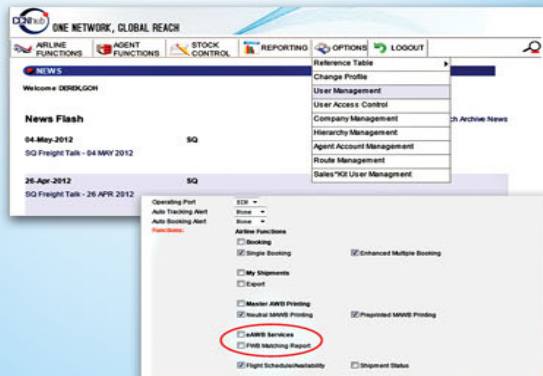 CCNhub ONE NETWORK, GLOBAL REACH
AIRLINE FUNCTIONS AGENT FUNCTIONS STOCK CONTROL REPORTING OPTIONS LOGOUT
NEWS
Reference Table
Welcome DEREK,GOH
Change Profile
User Management
User Access Control
News Flash
Company Management
ch Archive News
Hierarchy Management
04-May-2012 SQ
Agent Account Management
SQ Freight Talk - 04 MAY 2012
Route Management
Sales*Kit User Managment
26-Apr-2012 SQ
SQ Freight Talk - 26 APR 2012
Operating Port SIN
Auto Tracking Alert None
Auto Booking Alert None
Functions: Airline Functions
Booking
Single Booking Enhanced Multiple Booking
My Shipments
Export
Master AWB Printing
Neutral MAWB Printing Preprinted MAWB Printing
eAWB Services
FWB Matching Report
Flight Schedule/Availability Shipment Status